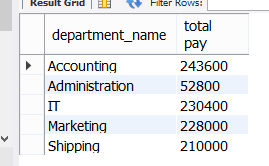 Result Grid Filter Rows:
department_name total pay
Accounting 243600
Administration 52800
IT 230400
Marketing 228000
Shipping 210000